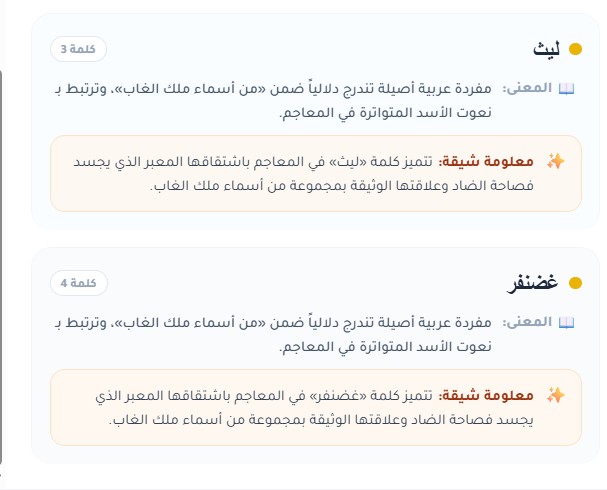 ليث
كلمة 3
المعنى: مفردة عربية أصيلة تندرج دلالياً ضمن «من أسماء ملك الغاب»، وترتبط بـ
نعوت الأسد المتواترة في المعاجم.
معلومة شيقة: تتميز كلمة «ليث» في المعاجم باشتقاقها المعبر الذي يجسد
فصاحة الضاد وعلاقتها الوثيقة بمجموعة من أسماء ملك الغاب.
غضنفر
كلمة 4
المعنى: مفردة عربية أصيلة تندرج دلالياً ضمن «من أسماء ملك الغاب»، وترتبط بـ
نعوت الأسد المتواترة في المعاجم.
معلومة شيقة: تتميز كلمة «غضنفر» في المعاجم باشتقاقها المعبر الذي
يجسد فصاحة الضاد وعلاقتها الوثيقة بمجموعة من أسماء ملك الغاب.